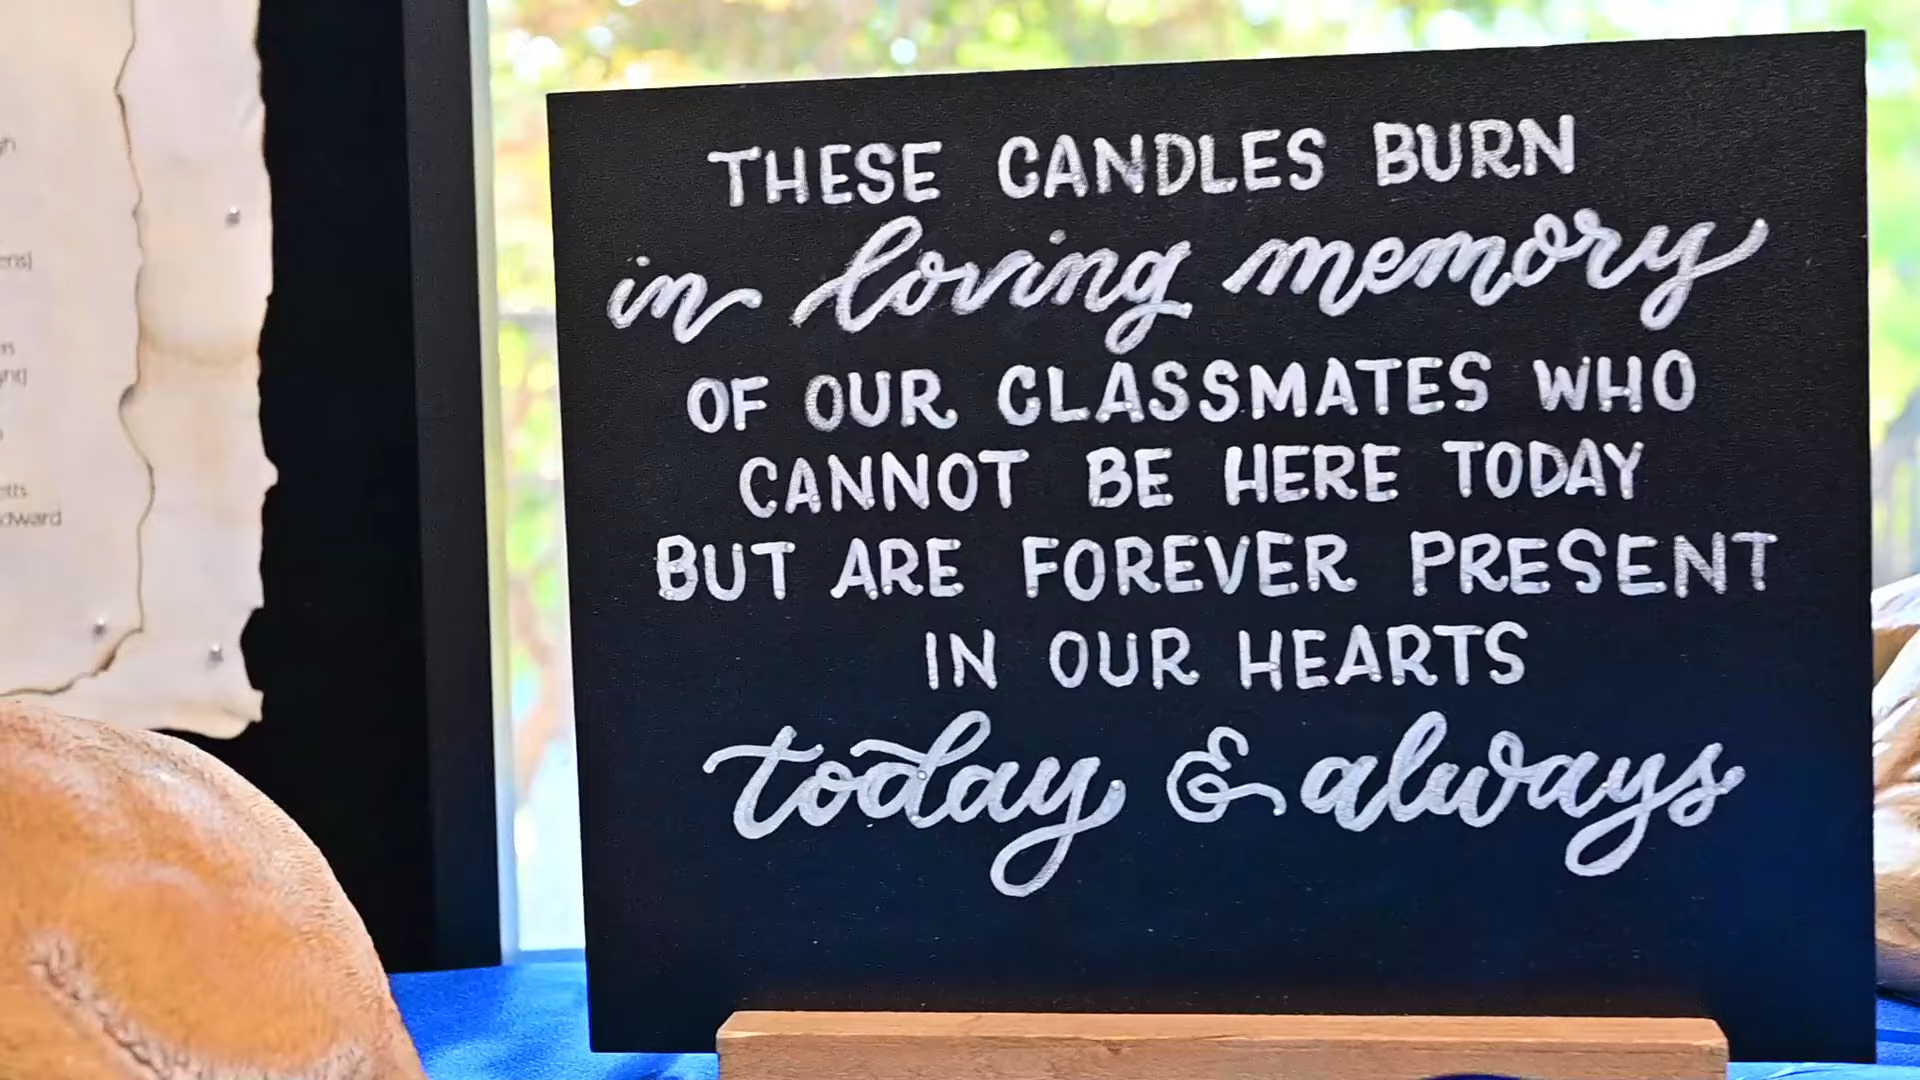 THESE CANDLES BURN
in loving memory
OF OUR CLASSMATES WHO
CANNOT BE HERE TODAY
BUT ARE FOREVER PRESENT
IN OUR HEARTS
today & always